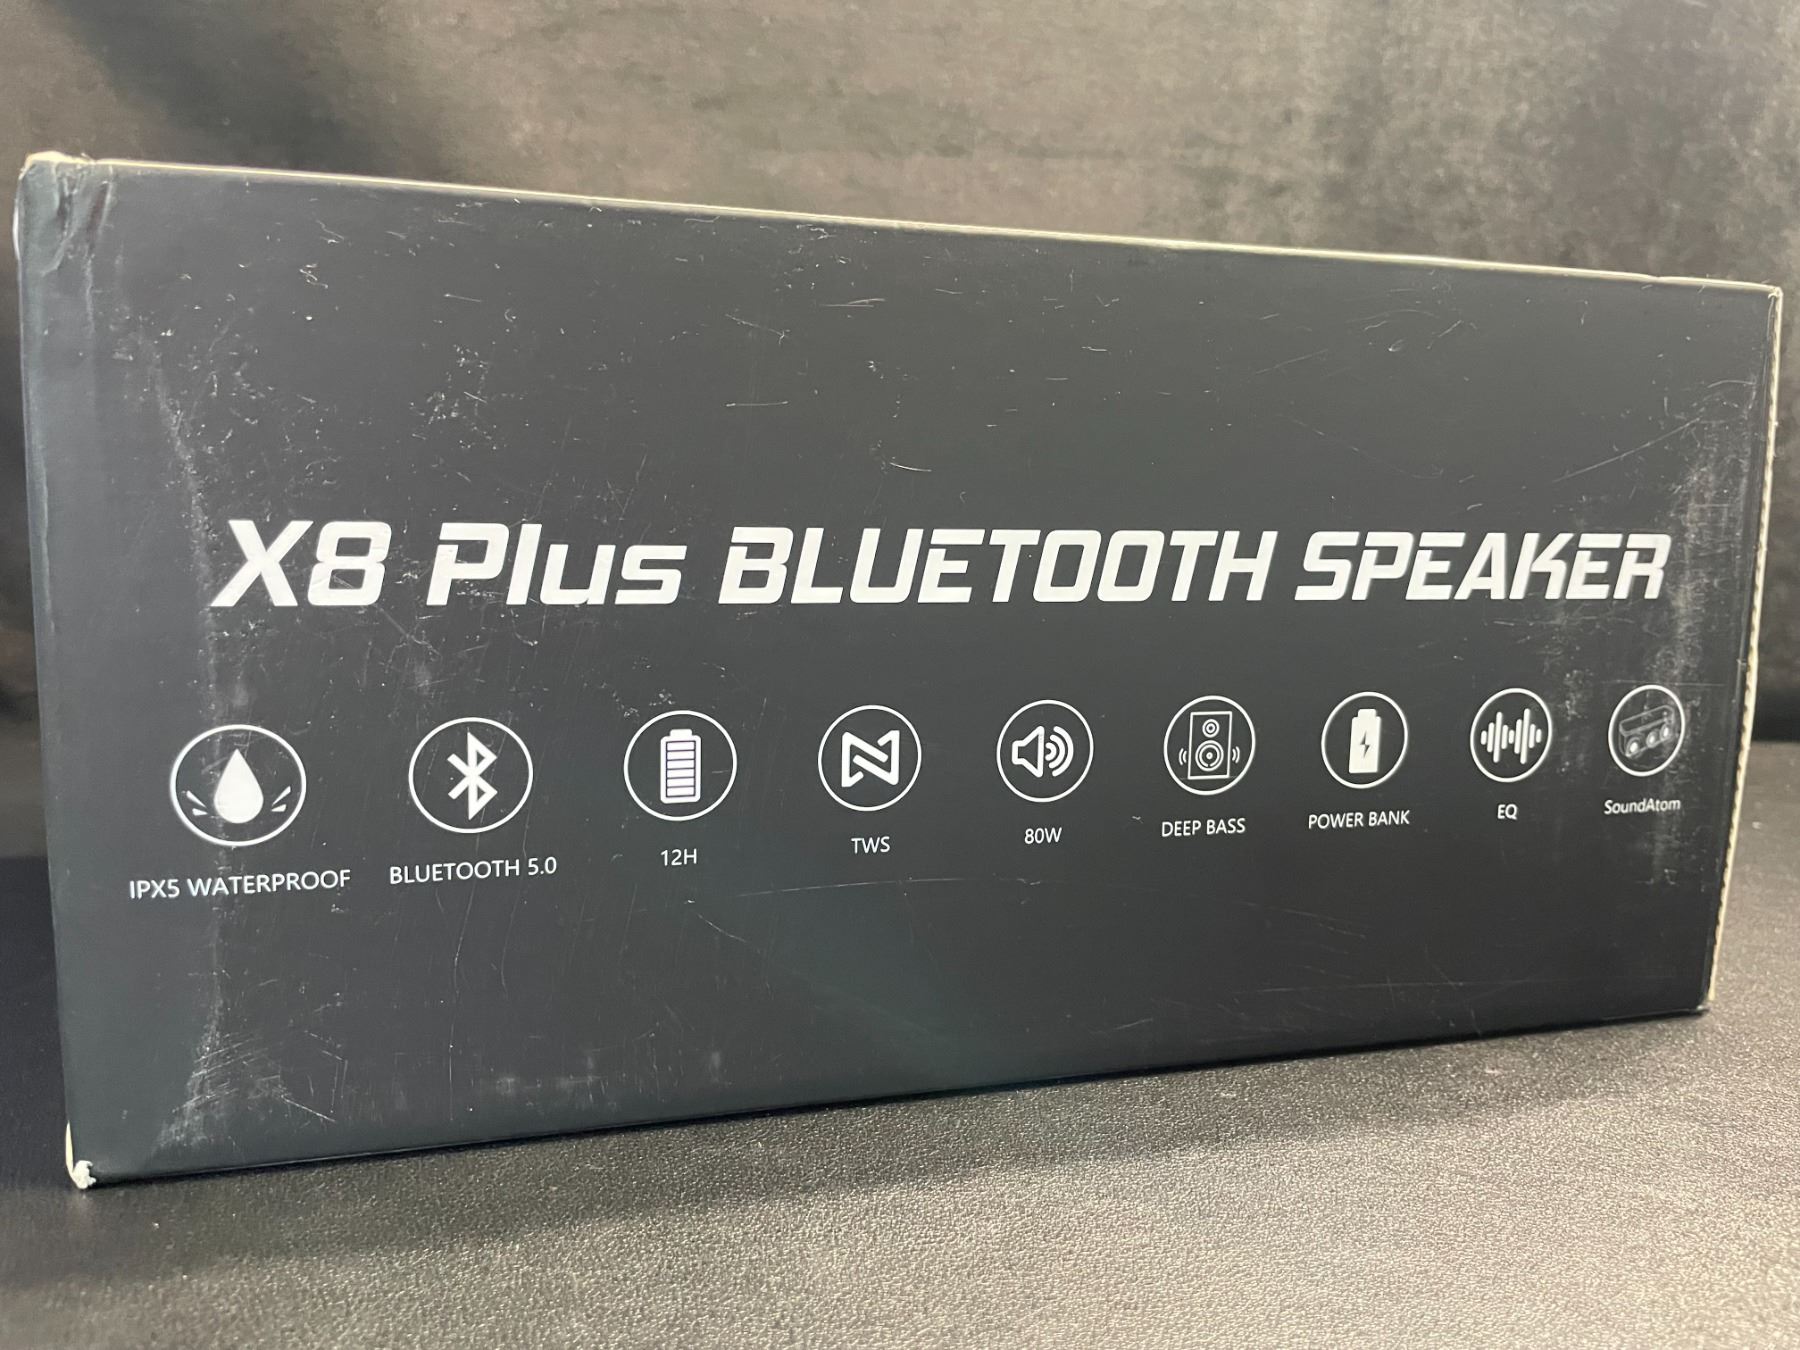 X8 Plus BLUETOOTH SPEAKER
IPX5 WATERPROOF
BLUETOOTH 5.0
12H
TWS
80W
DEEP BASS
POWER BANK
EQ
SoundAtom